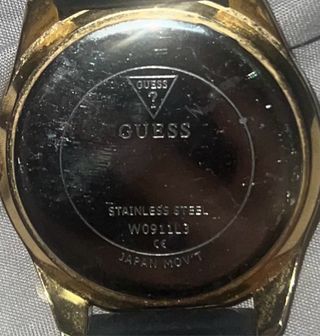 GUESS
?
GUESS
STAINLESS STEEL
W0911L3
CE
JAPAN MOV'T